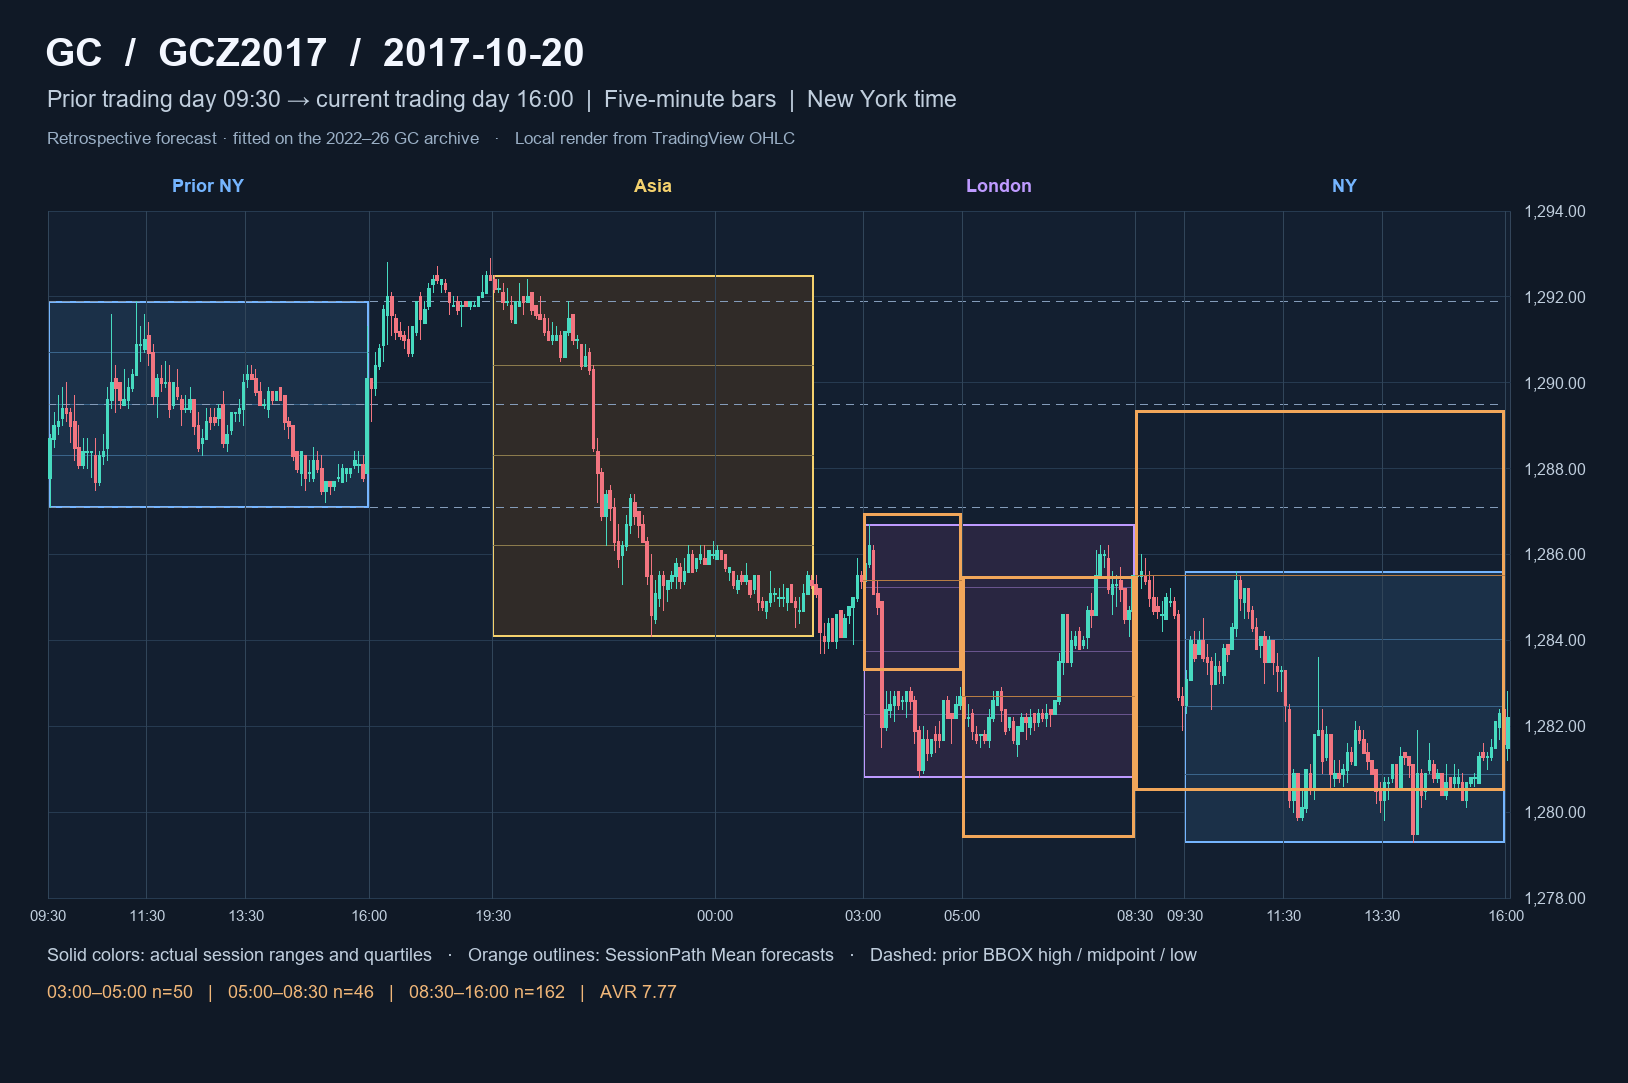 GC / GCZ2017 / 2017-10-20
Prior trading day 09:30 → current trading day 16:00 | Five-minute bars | New York time
Retrospective forecast · fitted on the 2022–26 GC archive · Local render from TradingView OHLC
Prior NY Asia London NY
1,294.00
1,292.00
1,290.00
1,288.00
1,286.00
1,284.00
1,282.00
1,280.00
1,278.00
09:30 11:30 13:30 16:00 19:30 00:00 03:00 05:00 08:30 09:30 11:30 13:30 16:00
Solid colors: actual session ranges and quartiles · Orange outlines: SessionPath Mean forecasts · Dashed: prior BBOX high / midpoint / low
03:00–05:00 n=50 | 05:00–08:30 n=46 | 08:30–16:00 n=162 | AVR 7.77